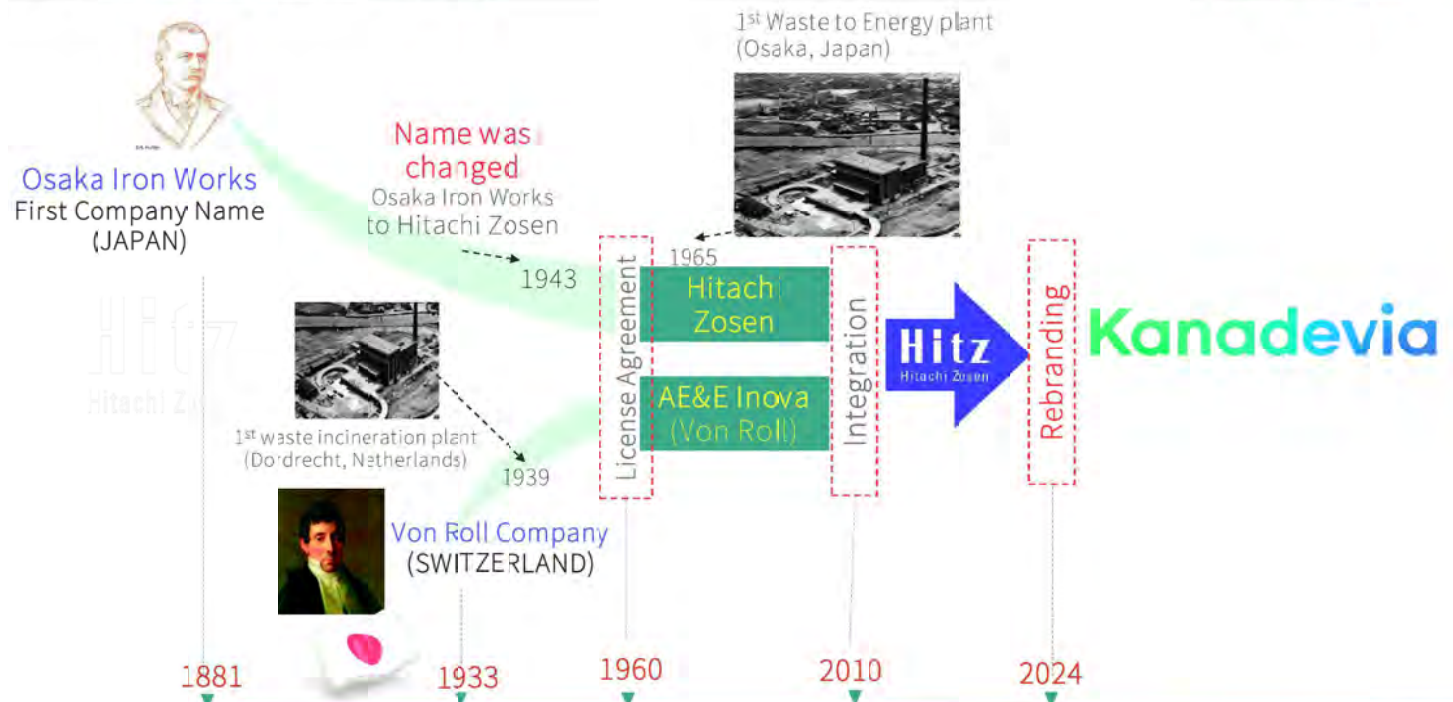 1st Waste to Energy plant
(Osaka, Japan)
Name was
changed
Osaka Iron Works
to Hitachi Zosen
Osaka Iron Works
First Company Name
(JAPAN)
1943
1965
License Agreement
Hitach
Zosen
Integration
Hitz
Hitachi Zosen
Rebranding
Kanadevia
Hitz
Hitachi
AE&E Inova
(Von Roll)
1st waste incineration plant
(Dordrecht, Netherlands)
1939
Von Roll Company
(SWITZERLAND)
1881
1933
1960
2010
2024